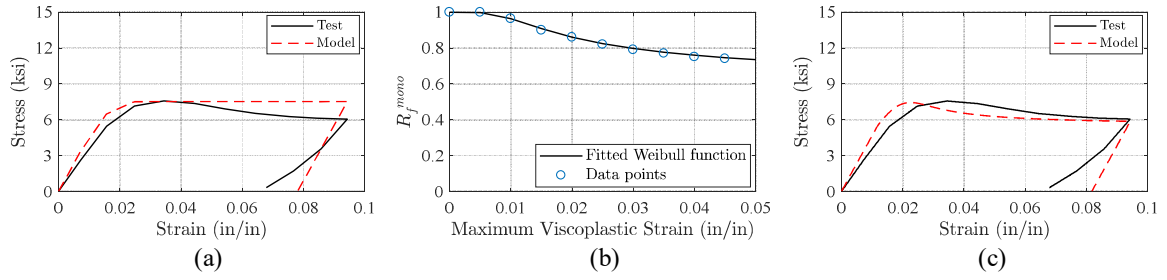 15
12
9
6
3
0
Stress (ksi)
Test
Model
0 0.02 0.04 0.06 0.08 0.1
Strain (in/in)
(a)
1
0.8
0.6
0.4
0.2
0
R_f^mono
Fitted Weibull function
Data points
0 0.01 0.02 0.03 0.04 0.05
Maximum Viscoplastic Strain (in/in)
(b)
15
12
9
6
3
0
Stress (ksi)
Test
Model
0 0.02 0.04 0.06 0.08 0.1
Strain (in/in)
(c)